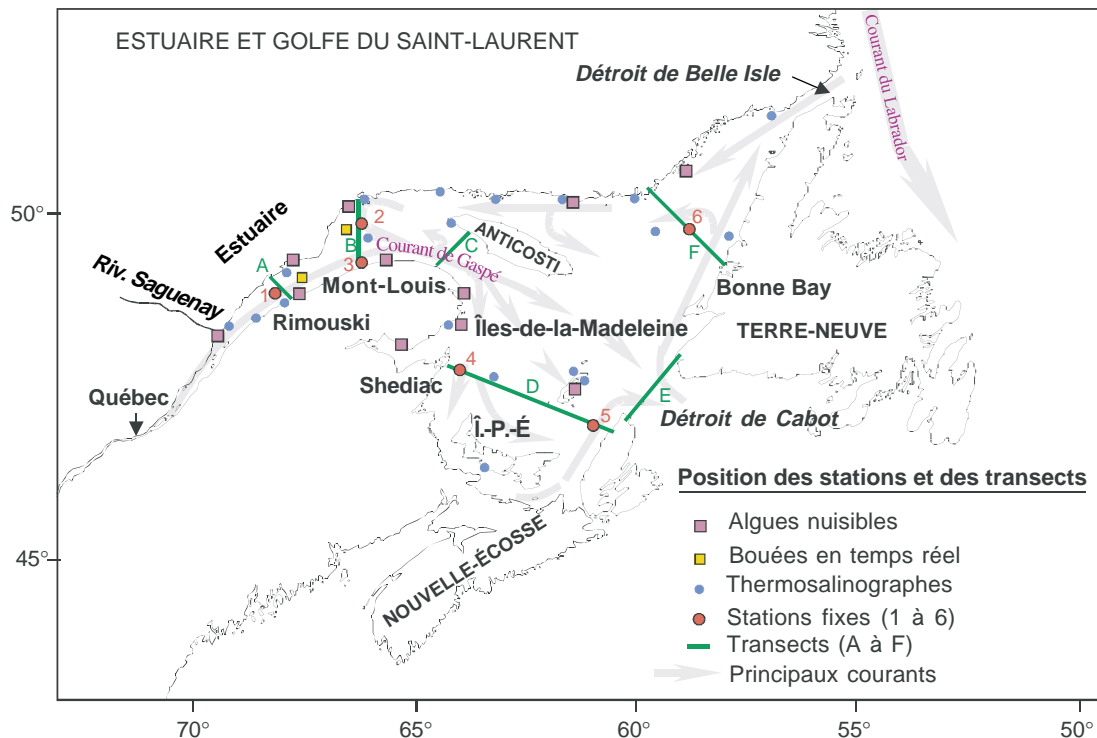 ESTUAIRE ET GOLFE DU SAINT-LAURENT
Courant du Labrador
Détroit de Belle Isle
50°
Estuaire
2
6
B
C
ANTICOSTI
Courant de Gaspé
F
A
3
1
Mont-Louis
Bonne Bay
Riv. Saguenay
Rimouski
Îles-de-la-Madeleine
TERRE-NEUVE
4
Shediac
D
E
Québec
5
Détroit de Cabot
Î.-P.-É
Position des stations et des transects
Algues nuisibles
Bouées en temps réel
45°
Thermosalinographes
NOUVELLE-ÉCOSSE
Stations fixes (1 à 6)
Transects (A à F)
Principaux courants
70°
65°
60°
55°
50°